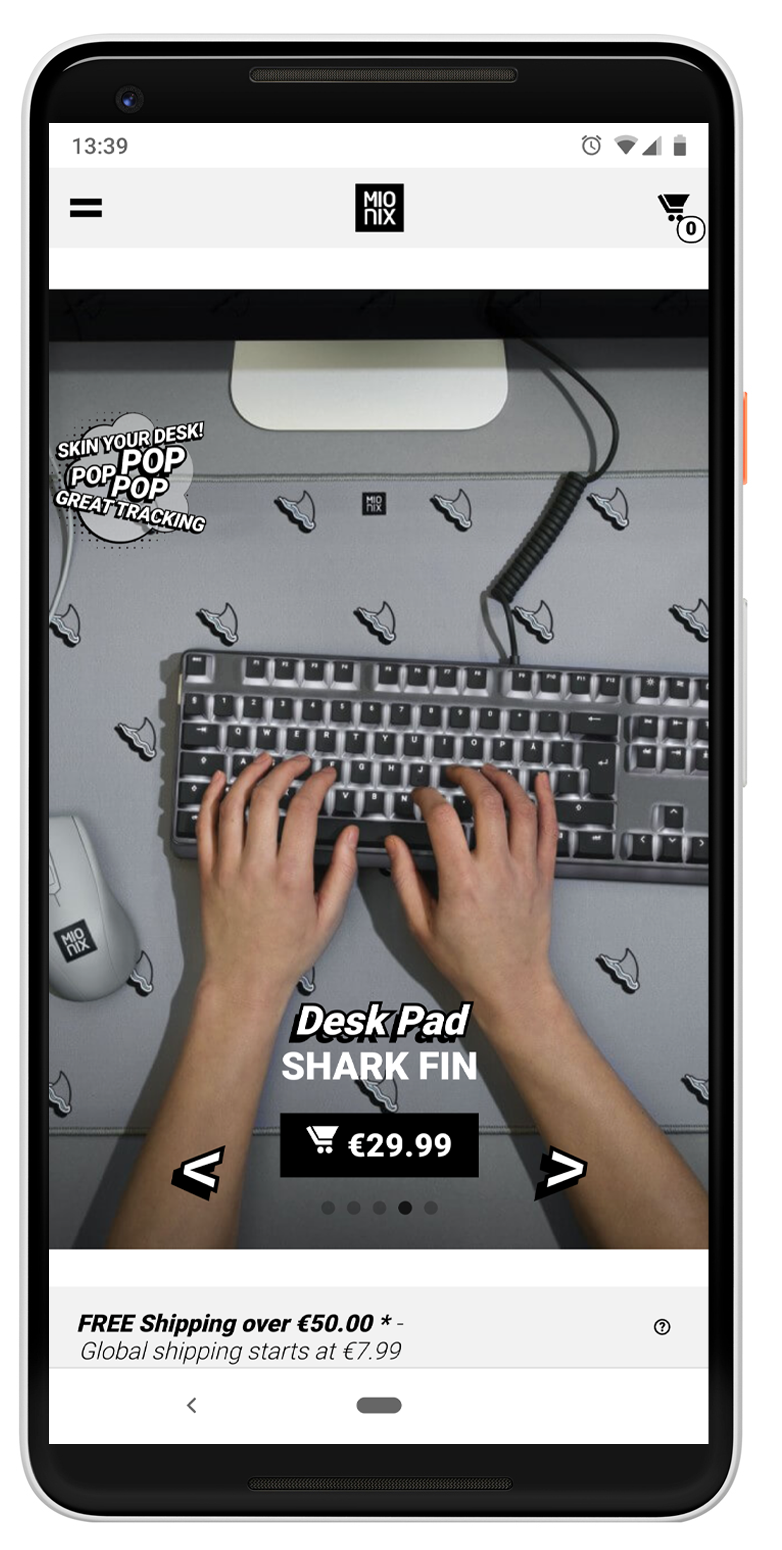 13:39
MIO
NIX
0
SKIN YOUR DESK!
POP POP
POP
GREAT TRACKING
MIO
NIX
Q W E R T Y U I O P Å
MIO
NIX
Desk Pad
SHARK FIN
€29.99
< >
FREE Shipping over €50.00 * -
Global shipping starts at €7.99
?